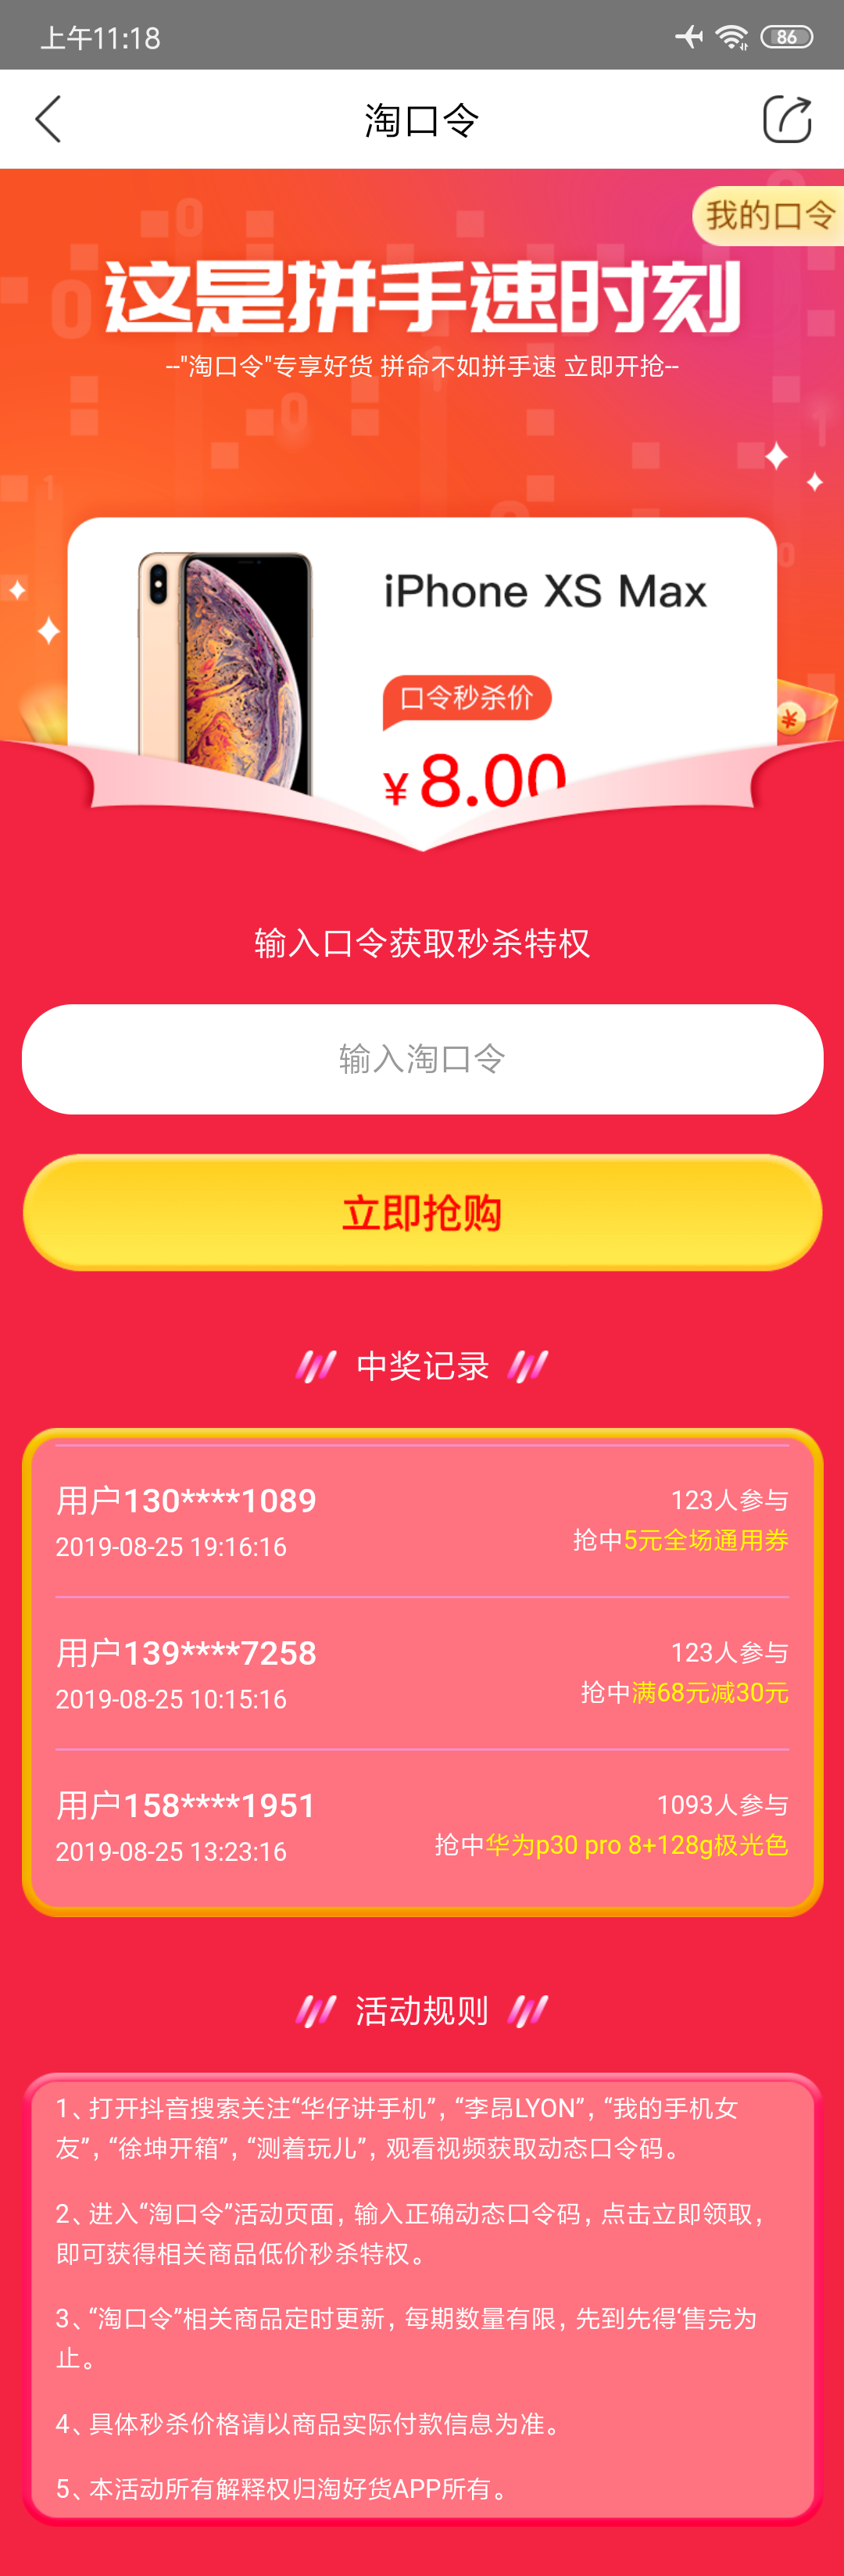 上午11:18
86
淘口令
我的口令
这是拼手速时刻
--"淘口令"专享好货 拼命不如拼手速 立即开抢--
iPhone XS Max
口令秒杀价
¥8.00
¥
输入口令获取秒杀特权
输入淘口令
立即抢购
中奖记录
用户130****1089
123人参与
2019-08-25 19:16:16
抢中5元全场通用券
用户139****7258
123人参与
2019-08-25 10:15:16
抢中满68元减30元
用户158****1951
1093人参与
2019-08-25 13:23:16
抢中华为p30 pro 8+128g极光色
活动规则
1、打开抖音搜索关注“华仔讲手机”，“李昂LYON”，“我的手机女
友”，“徐坤开箱”，“测着玩儿”，观看视频获取动态口令码。
2、进入“淘口令”活动页面，输入正确动态口令码，点击立即领取，
即可获得相关商品低价秒杀特权。
3、“淘口令”相关商品定时更新，每期数量有限，先到先得‘售完为
止。
4、具体秒杀价格请以商品实际付款信息为准。
5、本活动所有解释权归淘好货APP所有。